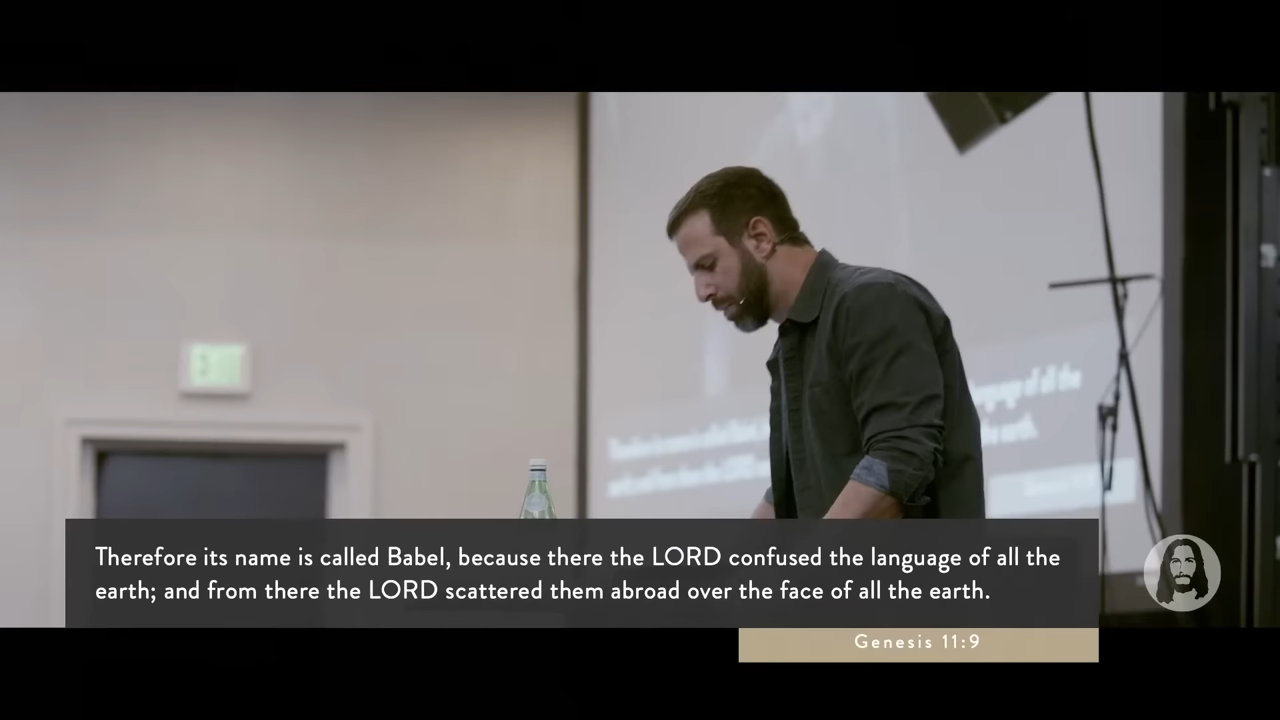 Therefore its name is called Babel, because there the LORD confused the language of all the
earth; and from there the LORD scattered them abroad over the face of all the earth.
Genesis 11:9